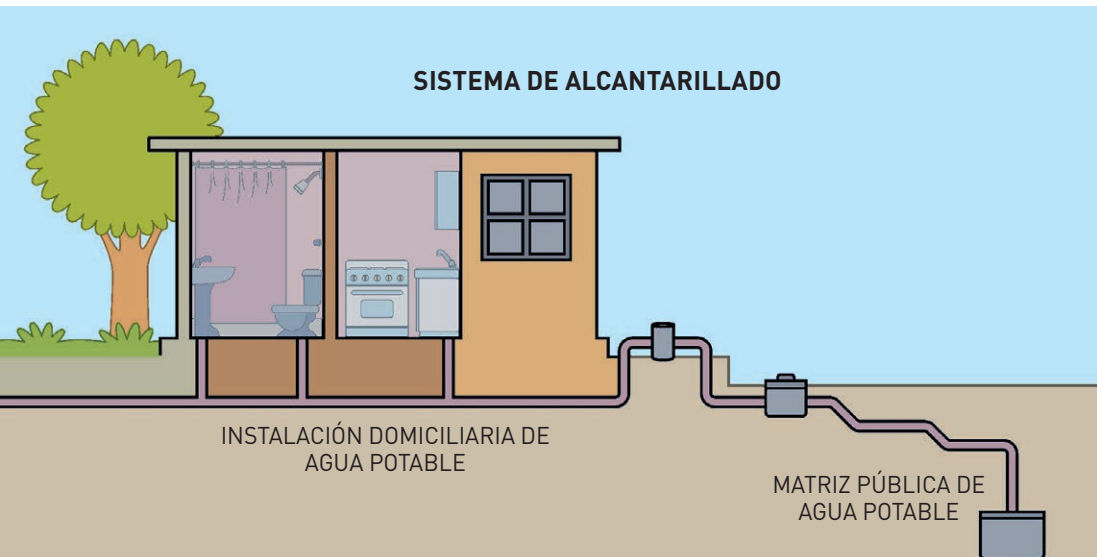 SISTEMA DE ALCANTARILLADO
INSTALACIÓN DOMICILIARIA DE
AGUA POTABLE
MATRIZ PÚBLICA DE
AGUA POTABLE